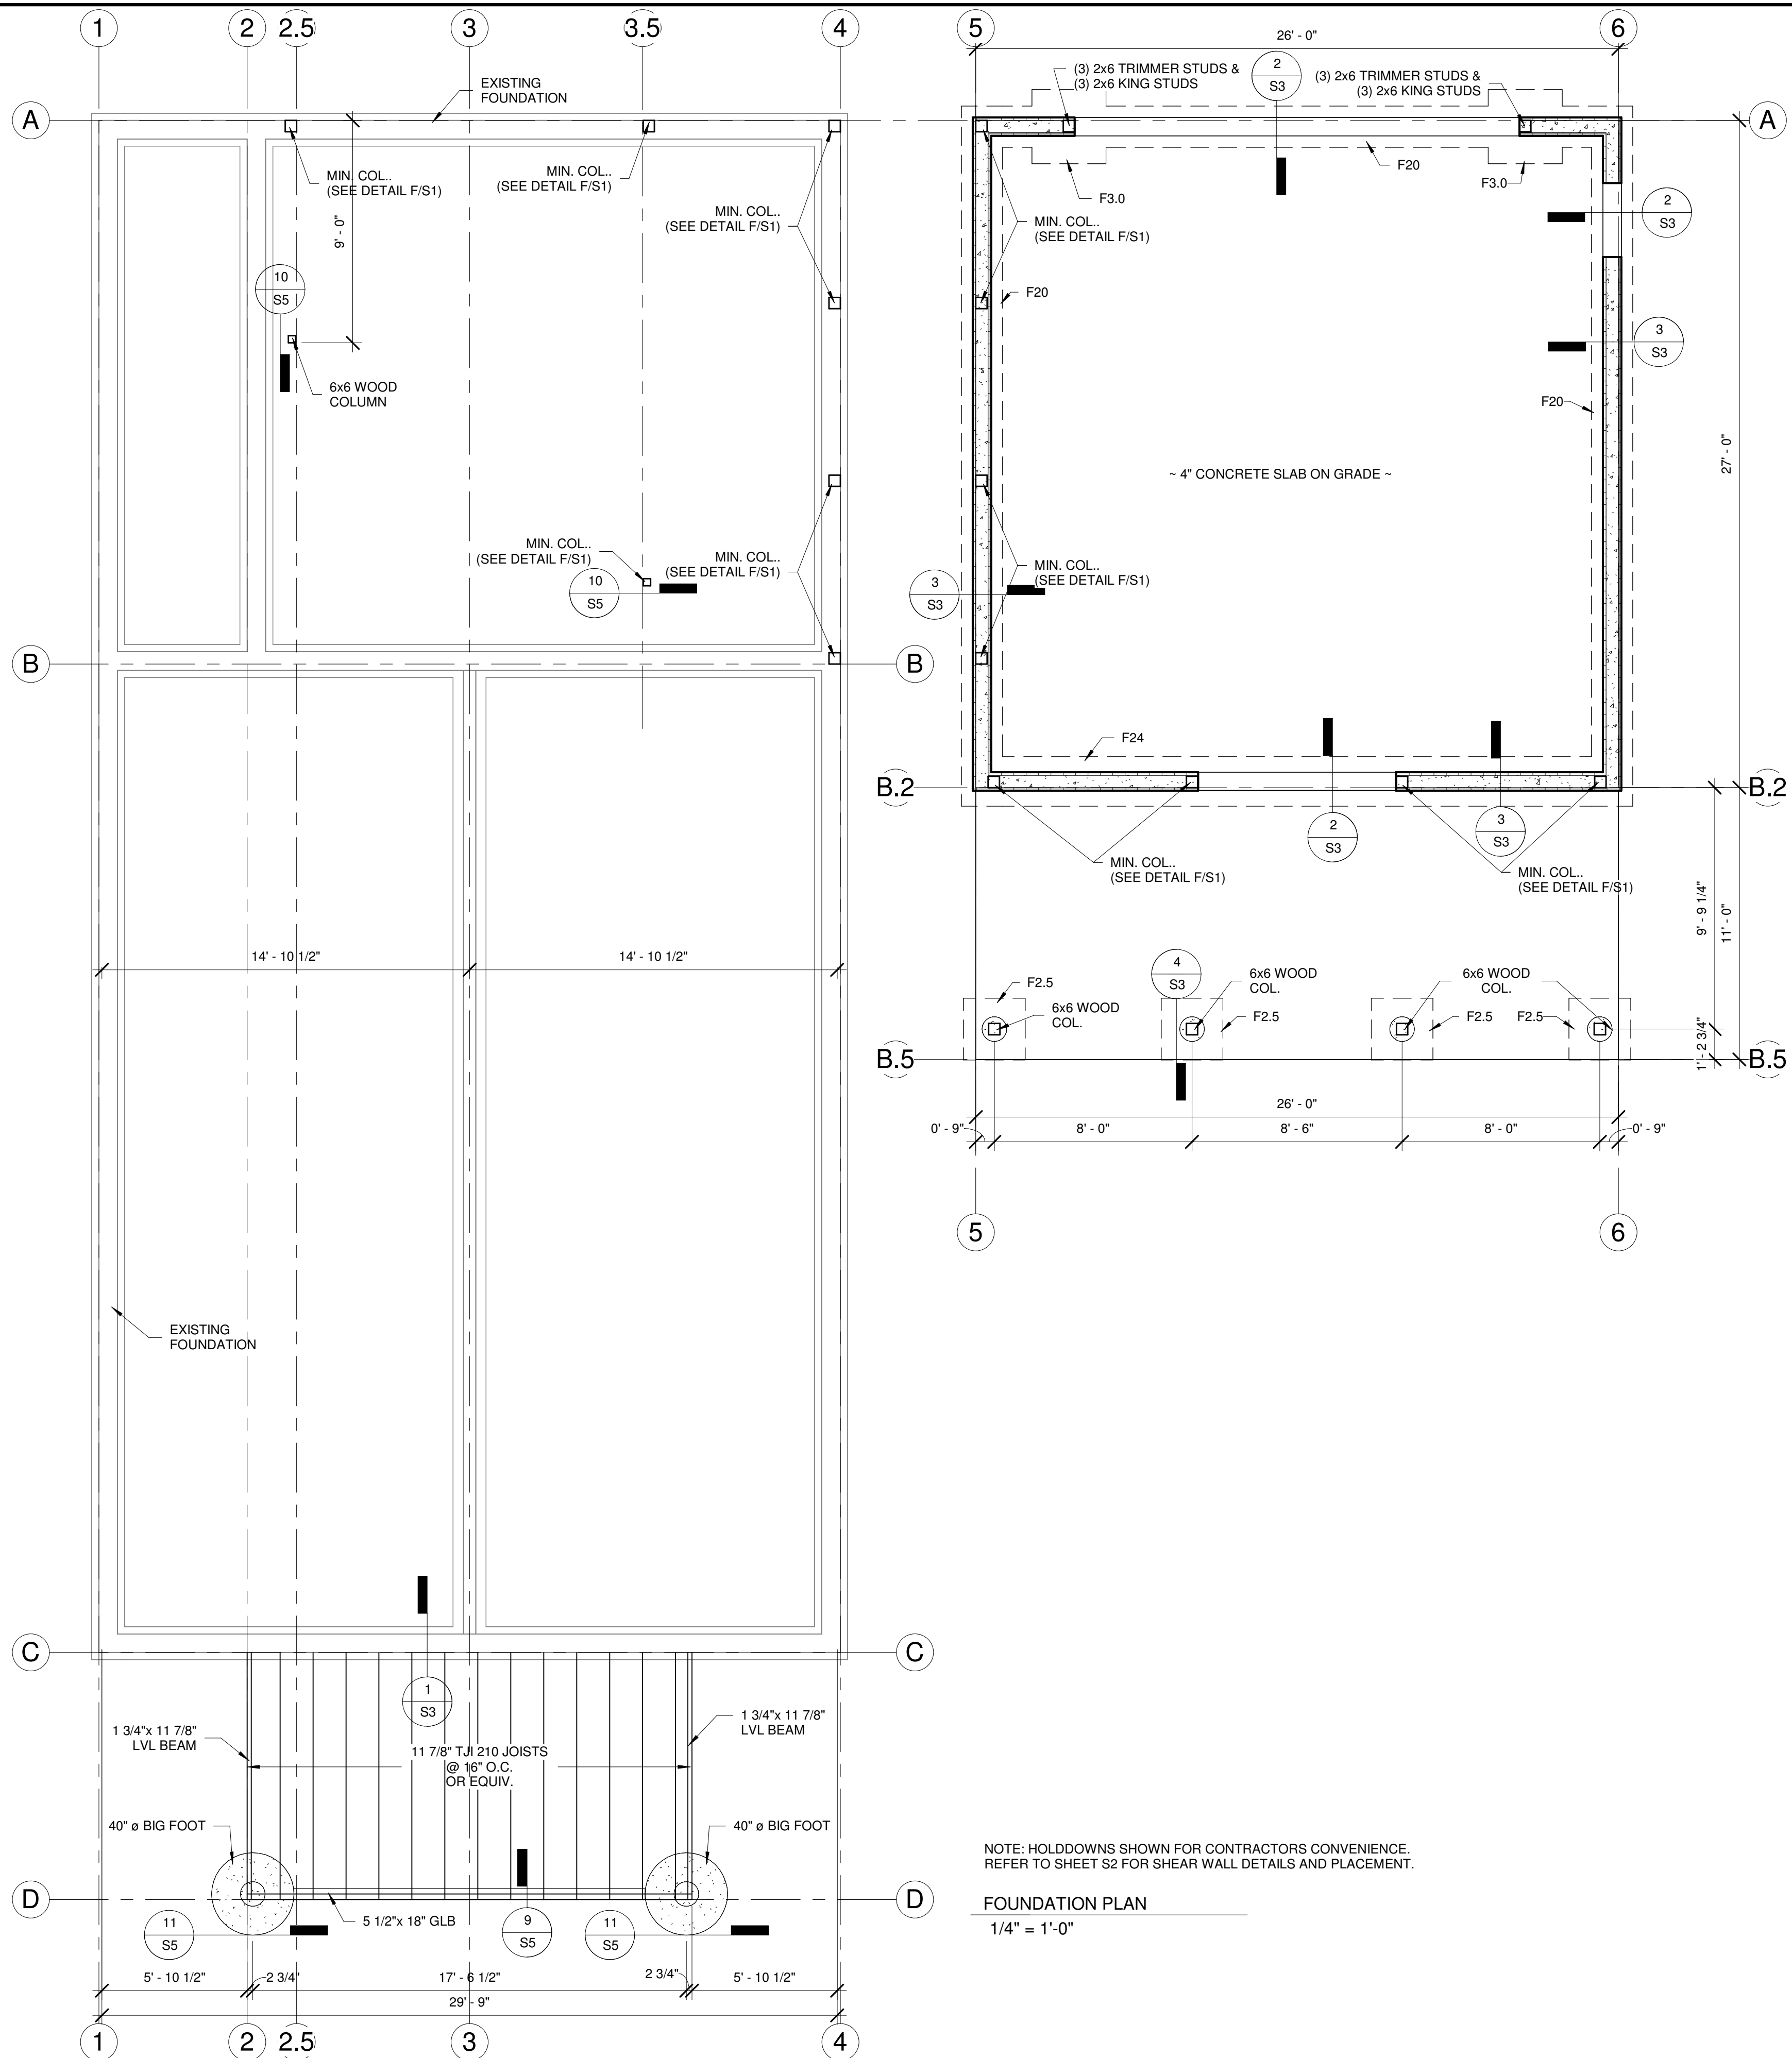 1
2
2.5
3
3.5
4
5
6
26' - 0"
EXISTING
FOUNDATION
(3) 2x6 TRIMMER STUDS &
(3) 2x6 KING STUDS
2
S3
(3) 2x6 TRIMMER STUDS &
(3) 2x6 KING STUDS
A
A
MIN. COL..
(SEE DETAIL F/S1)
MIN. COL..
(SEE DETAIL F/S1)
MIN. COL..
(SEE DETAIL F/S1)
9' - 0"
F3.0
F20
F3.0
MIN. COL..
(SEE DETAIL F/S1)
2
S3
10
S5
F20
3
S3
6x6 WOOD
COLUMN
F20
27' - 0"
~ 4" CONCRETE SLAB ON GRADE ~
MIN. COL..
(SEE DETAIL F/S1)
10
S5
MIN. COL..
(SEE DETAIL F/S1)
3
S3
MIN. COL..
(SEE DETAIL F/S1)
B
B
F24
B.2
B.2
2
S3
3
S3
MIN. COL..
(SEE DETAIL F/S1)
MIN. COL..
(SEE DETAIL F/S1)
9' - 9 1/4"
11' - 0"
14' - 10 1/2"
14' - 10 1/2"
4
S3
F2.5
6x6 WOOD
COL.
6x6 WOOD
COL.
F2.5
6x6 WOOD
COL.
F2.5
F2.5
1' - 2 3/4"
B.5
B.5
26' - 0"
0' - 9"
8' - 0"
8' - 6"
8' - 0"
0' - 9"
5
6
EXISTING
FOUNDATION
C
C
1
S3
1 3/4"x 11 7/8"
LVL BEAM
1 3/4"x 11 7/8"
LVL BEAM
11 7/8" TJI 210 JOISTS
@ 16" O.C.
OR EQUIV.
40" ø BIG FOOT
40" ø BIG FOOT
D
D
5 1/2"x 18" GLB
11
S5
9
S5
11
S5
5' - 10 1/2"
2 3/4"
17' - 6 1/2"
2 3/4"
5' - 10 1/2"
29' - 9"
1
2
2.5
3
4
NOTE: HOLDDOWNS SHOWN FOR CONTRACTORS CONVENIENCE.
REFER TO SHEET S2 FOR SHEAR WALL DETAILS AND PLACEMENT.
FOUNDATION PLAN
1/4" = 1'-0"